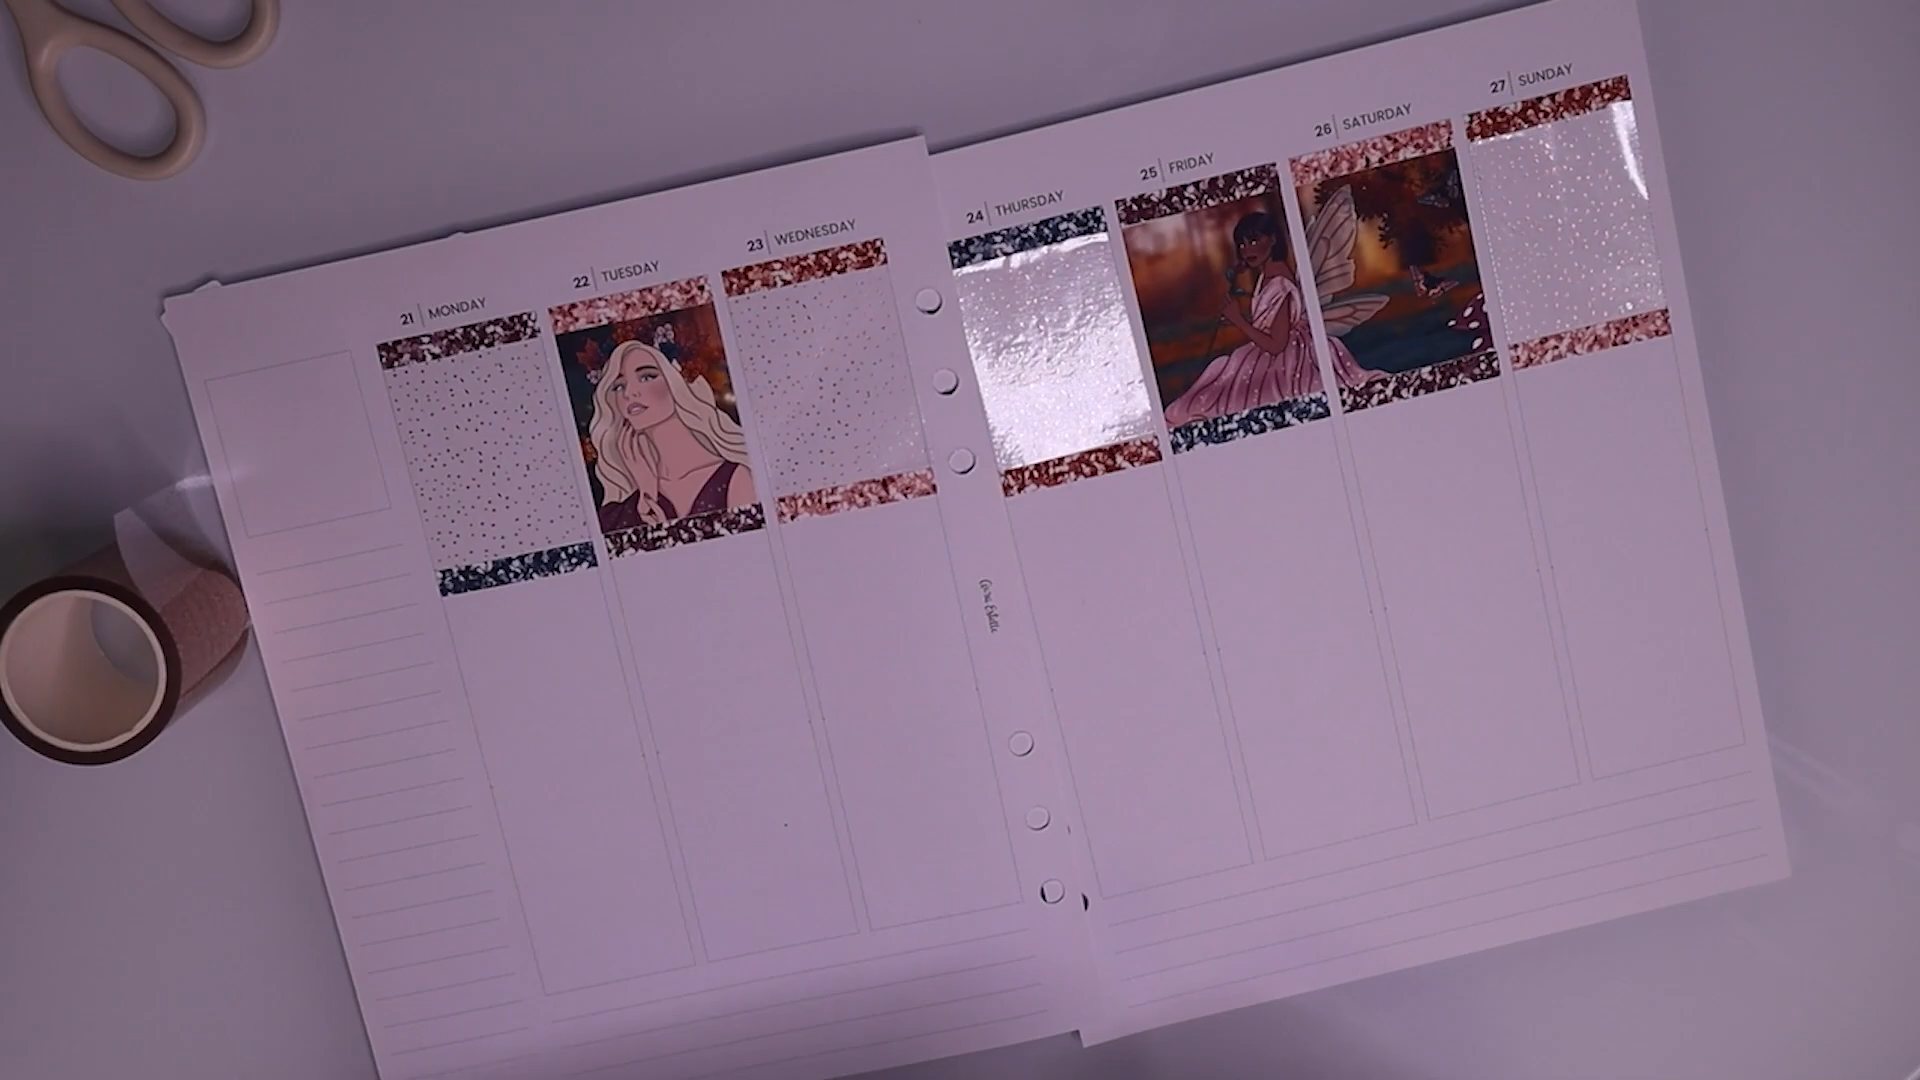 21 | MONDAY
22 | TUESDAY
23 | WEDNESDAY
24 | THURSDAY
25 | FRIDAY
26 | SATURDAY
27 | SUNDAY